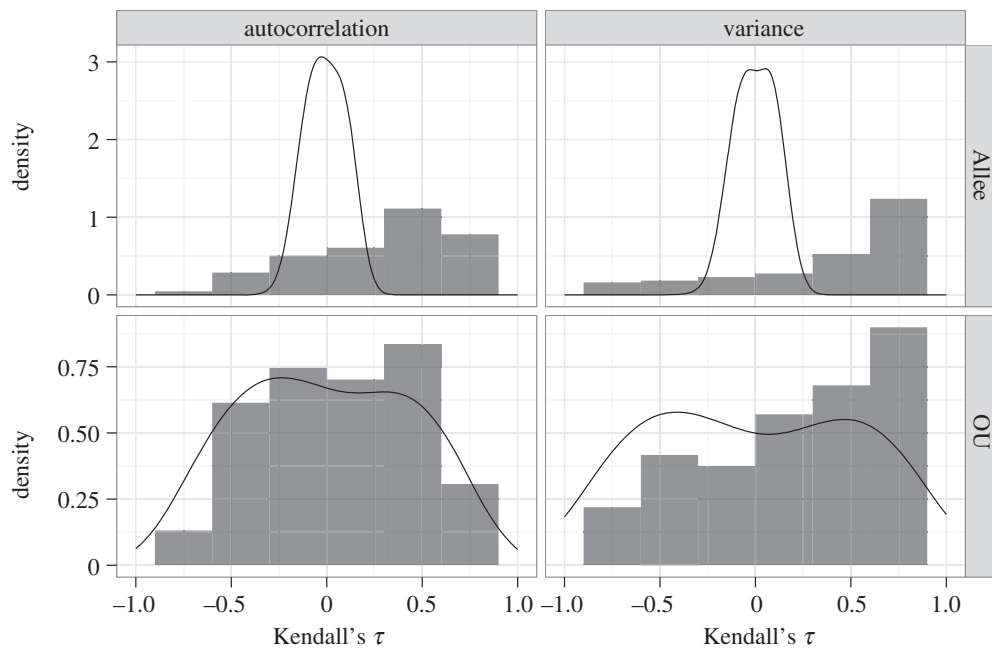 autocorrelation variance
density
3
2
1
0
Allee
density
0.75
0.50
0.25
0
OU
–1.0 –0.5 0 0.5 1.0 –1.0 –0.5 0 0.5 1.0
Kendall's τ Kendall's τ